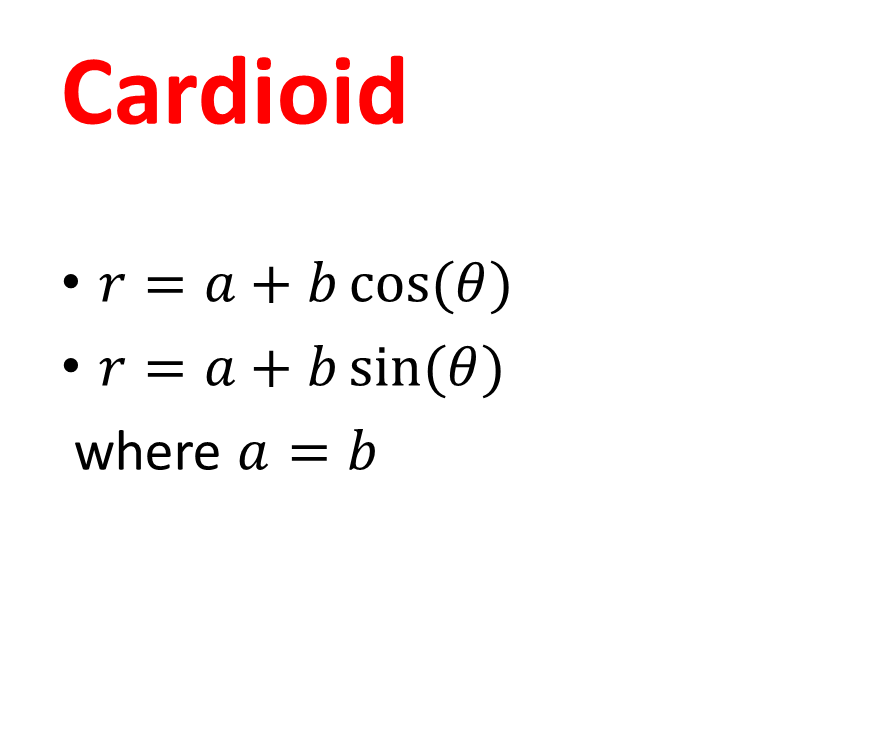 Cardioid
• 𝑟 = 𝑎 + 𝑏 cos(𝜃)
• 𝑟 = 𝑎 + 𝑏 sin(𝜃)
where 𝑎 = 𝑏